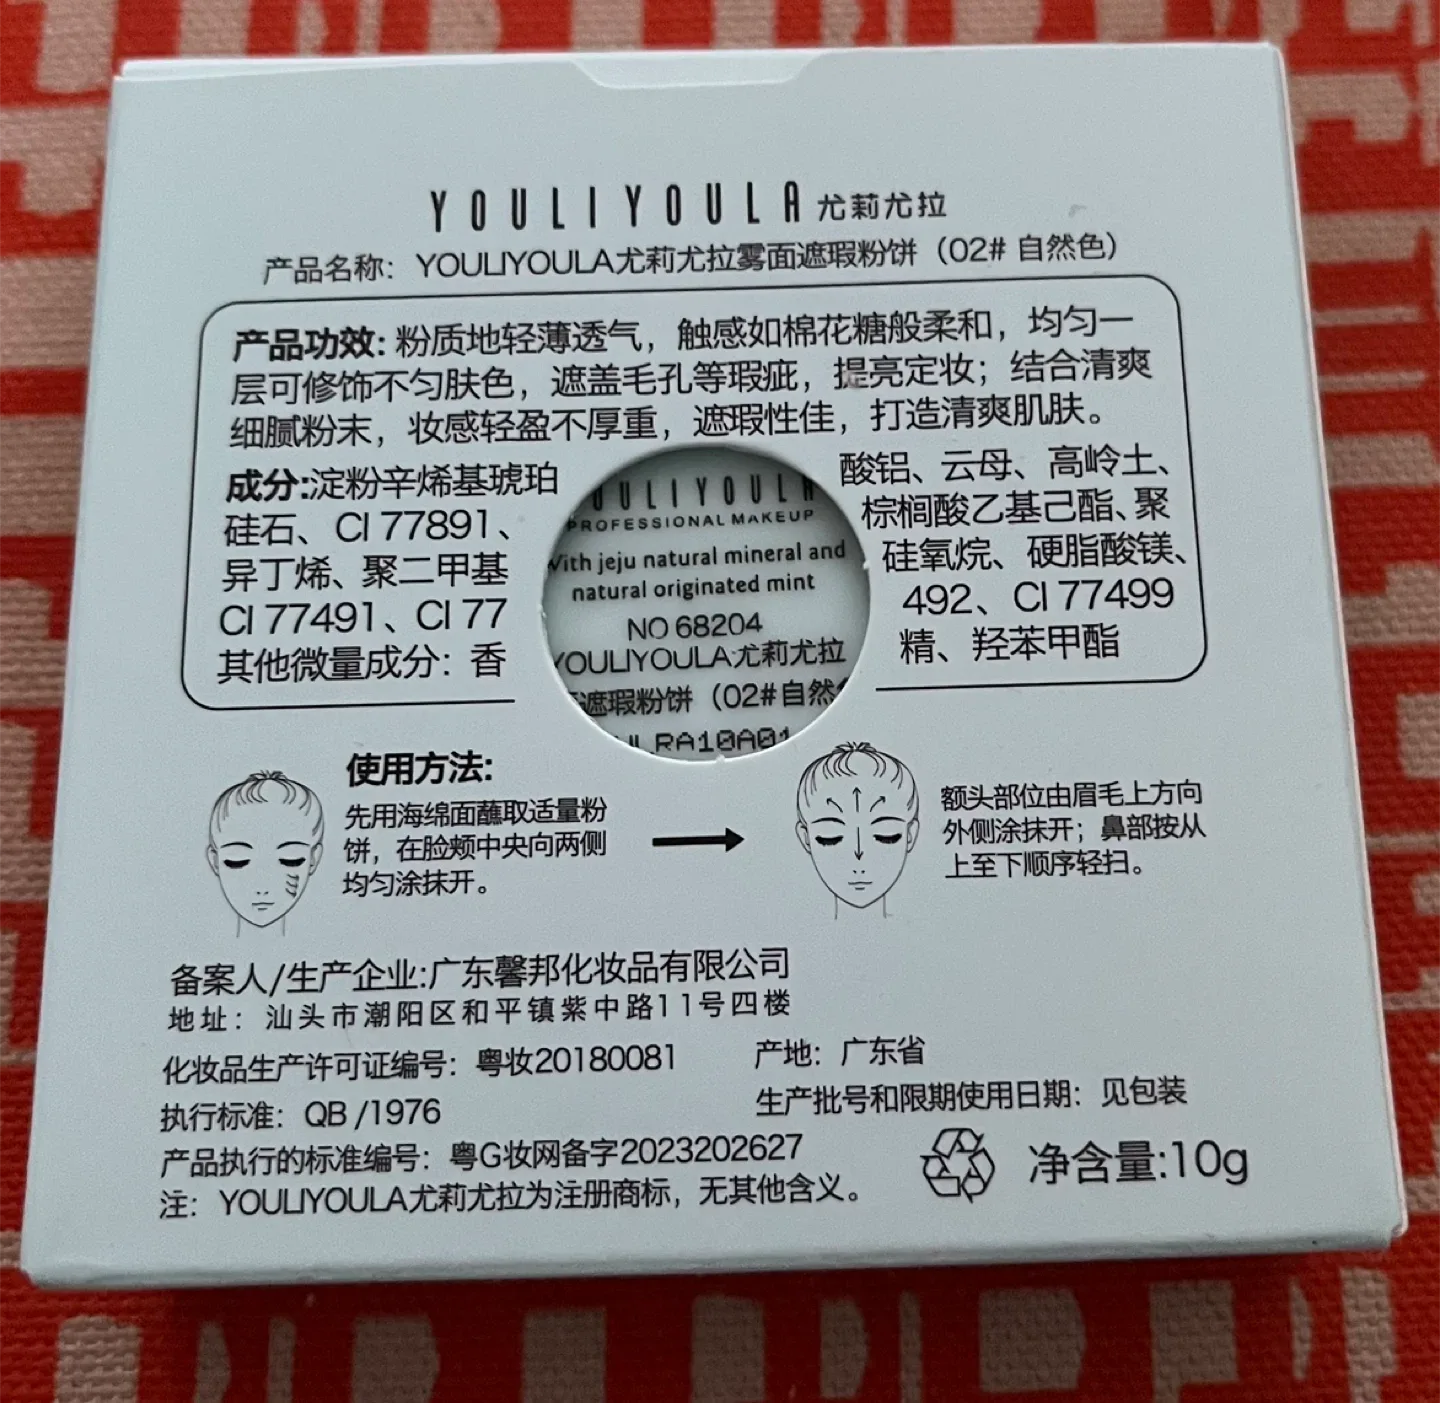 YOULIYOULA 尤莉尤拉
产品名称：YOULIYOULA尤莉尤拉雾面遮瑕粉饼（02# 自然色）
产品功效: 粉质地轻薄透气，触感如棉花糖般柔和，均匀一
层可修饰不匀肤色，遮盖毛孔等瑕疵，提亮定妆；结合清爽
细腻粉末，妆感轻盈不厚重，遮瑕性佳，打造清爽肌肤。
成分:淀粉辛烯基琥珀 酸铝、云母、高岭土、
硅石、CI 77891、 棕榈酸乙基己酯、聚
异丁烯、聚二甲基 硅氧烷、硬脂酸镁、
CI 77491、CI 77 492、CI 77499
其他微量成分：香 精、羟苯甲酯
OULIYOULA
PROFESSIONAL MAKEUP
With jeju natural mineral and
natural originated mint
NO 68204
YOULIYOULA尤莉尤拉
遮瑕粉饼（02#自然
RA10A01
使用方法:
先用海绵面蘸取适量粉
饼，在脸颊中央向两侧
均匀涂抹开。
额头部位由眉毛上方向
外侧涂抹开；鼻部按从
上至下顺序轻扫。
备案人/生产企业:广东馨邦化妆品有限公司
地址：汕头市潮阳区和平镇紫中路11号四楼
化妆品生产许可证编号：粤妆20180081 产地：广东省
执行标准：QB /1976 生产批号和限期使用日期：见包装
产品执行的标准编号：粤G妆网备字2023202627
注：YOULIYOULA尤莉尤拉为注册商标，无其他含义。
净含量:10g